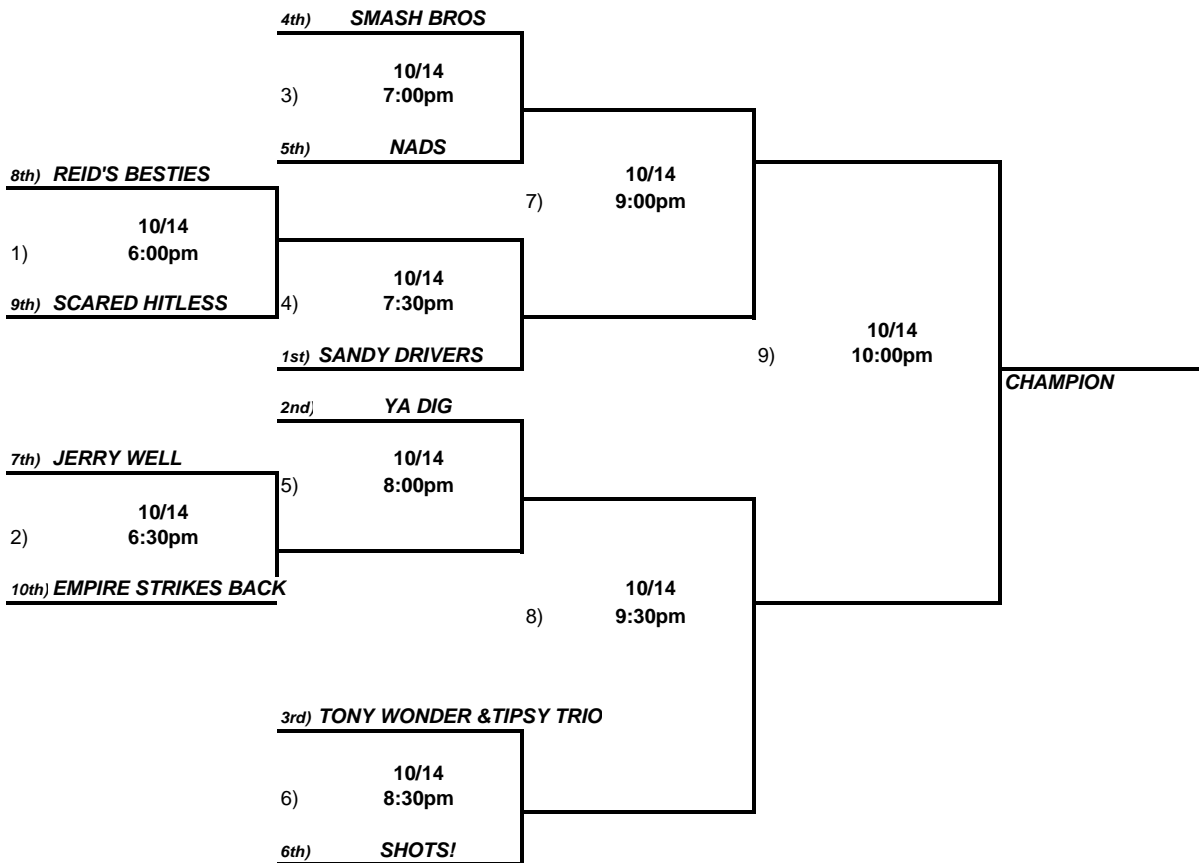 4th) SMASH BROS
10/14
3) 7:00pm
5th) NADS
8th) REID'S BESTIES
10/14
7) 9:00pm
10/14
1) 6:00pm
10/14
9th) SCARED HITLESS
4) 7:30pm
10/14
9) 10:00pm
1st) SANDY DRIVERS
CHAMPION
2nd) YA DIG
7th) JERRY WELL
10/14
5) 8:00pm
10/14
2) 6:30pm
10th) EMPIRE STRIKES BACK
10/14
8) 9:30pm
3rd) TONY WONDER &TIPSY TRIO
10/14
6) 8:30pm
6th) SHOTS!